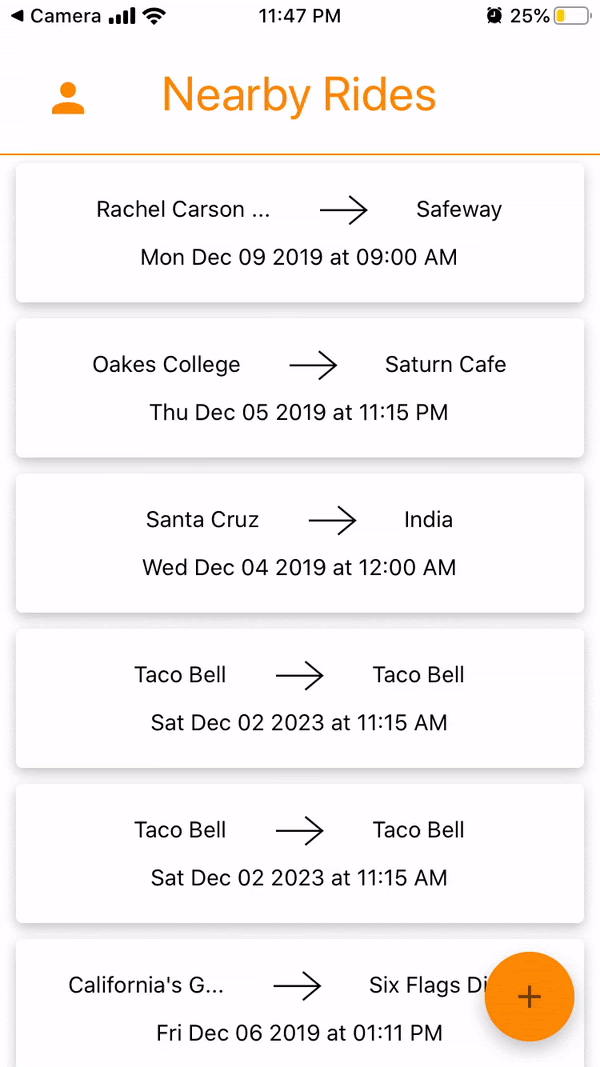 Camera 11:47 PM 25%
Nearby Rides
Rachel Carson ... Safeway
Mon Dec 09 2019 at 09:00 AM
Oakes College Saturn Cafe
Thu Dec 05 2019 at 11:15 PM
Santa Cruz India
Wed Dec 04 2019 at 12:00 AM
Taco Bell Taco Bell
Sat Dec 02 2023 at 11:15 AM
Taco Bell Taco Bell
Sat Dec 02 2023 at 11:15 AM
California's G... Six Flags Di
Fri Dec 06 2019 at 01:11 PM